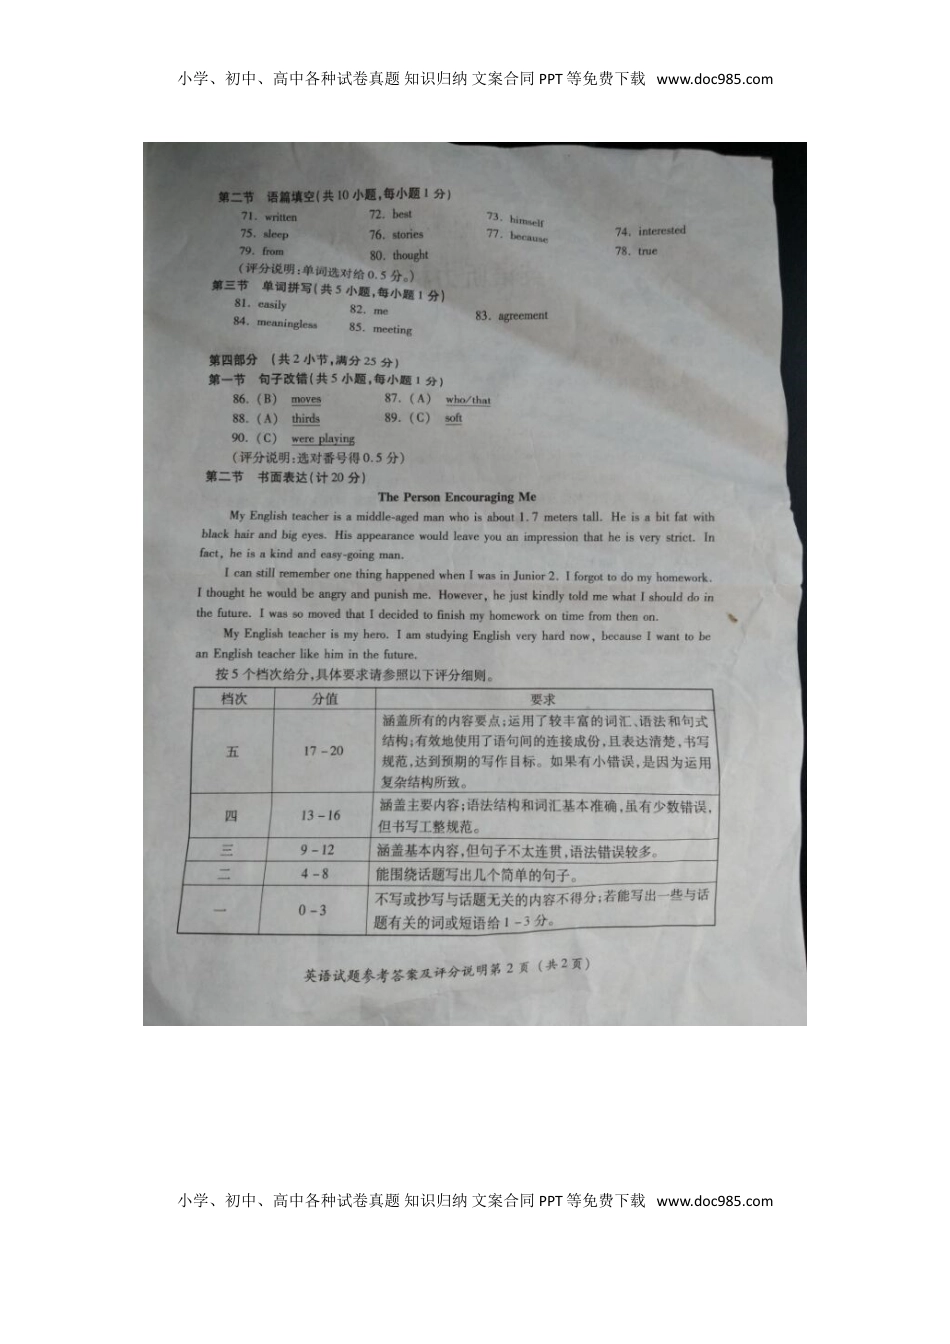 小学、初中、高中各种试卷真题 知识归纳 文案合同 PPT 等免费下载 www.doc985.com
第二节 语篇填空(共 10 小题,每小题 1 分)
71. written 72. best 73. himself 74. interested
75. sleep 76. stories 77. because 78. true
79. from 80. thought
(评分说明:单词选对给 0.5 分。)
第三节 单词拼写(共 5 小题,每小题 1 分)
81. easily 82. me 83. agreement
84. meaningless 85. meeting
第四部分 (共 2 小节,满分 25 分)
第一节 句子改错(共 5 小题,每小题 1 分)
86. (B) moves 87. (A) who/that
88. (A) thirds 89. (C) soft
90. (C) were playing
(评分说明:选对番号得 0.5 分)
第二节 书面表达(计 20 分)
The Person Encouraging Me
My English teacher is a middle-aged man who is about 1.7 meters tall. He is a bit fat with
black hair and big eyes. His appearance would leave you an impression that he is very strict. In
fact, he is a kind and easy-going man.
I can still remember one thing happened when I was in Junior 2. I forgot to do my homework.
I thought he would be angry and punish me. However, he just kindly told me what I should do in
the future. I was so moved that I decided to finish my homework on time from then on.
My English teacher is my hero. I am studying English very hard now, because I want to be
an English teacher like him in the future.
按 5 个档次给分,具体要求请参照以下评分细则。
档次 分值 要求
五 17-20 涵盖所有的内容要点;运用了较丰富的词汇、语法和句式
结构;有效地使用了语句间的连接成份,且表达清楚,书写
规范,达到预期的写作目标。如果有小错误,是因为运用
复杂结构所致。
四 13-16 涵盖主要内容;语法结构和词汇基本准确,虽有少数错误,
但书写工整规范。
三 9-12 涵盖基本内容,但句子不太连贯,语法错误较多。
二 4-8 能围绕话题写出几个简单的句子。
一 0-3 不写或抄写与话题无关的内容不得分;若能写出一些与话
题有关的词或短语给 1-3 分。
英语试题参考答案及评分说明第 2 页 (共 2 页)
小学、初中、高中各种试卷真题 知识归纳 文案合同 PPT 等免费下载 www.doc985.com